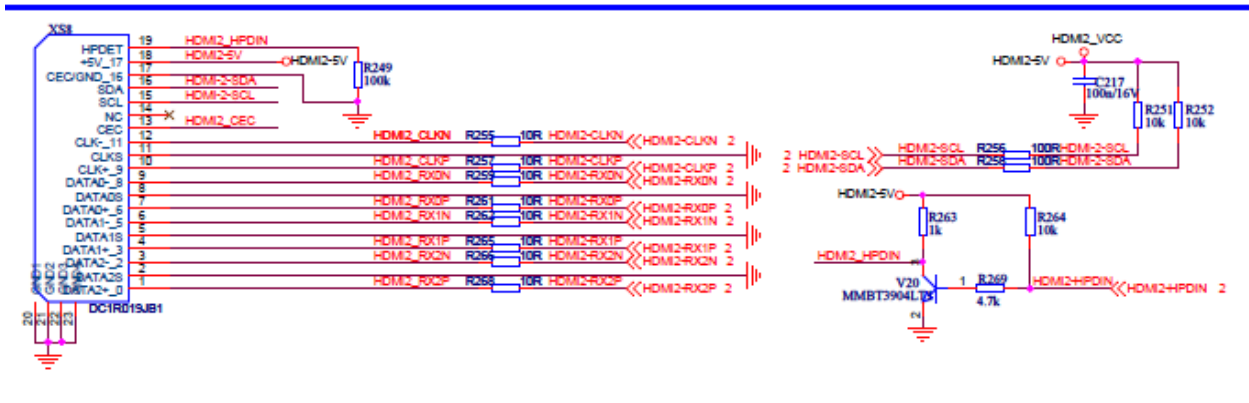 XS8
HPDET 19 HDMI2_HPDIN
+5V_17 18 HDMI2-5V HDMI2-5V
CEC/GND_16 17
SDA 16 HDMI-2-SDA
SCL 15 HDMI-2-SCL
NC 14
CEC 13 HDMI2_CEC
CLK-_11 12 HDMI2_CLKN R255 10R HDMI2-CLKN HDMI2-CLKN 2
CLKS 11
CLK+_9 10 HDMI2_CLKP R257 10R HDMI2-CLKP HDMI2-CLKP 2
DATA0-_8 9 HDMI2_RX0N R259 10R HDMI2-RX0N HDMI2-RX0N 2
DATA0S 8
DATA0+_6 7 HDMI2_RX0P R261 10R HDMI2-RX0P HDMI2-RX0P 2
DATA1-_5 6 HDMI2_RX1N R262 10R HDMI2-RX1N HDMI2-RX1N 2
DATA1S 5
DATA1+_3 4 HDMI2_RX1P R265 10R HDMI2-RX1P HDMI2-RX1P 2
DATA2-_2 3 HDMI2_RX2N R266 10R HDMI2-RX2N HDMI2-RX2N 2
DATA2S 2
DATA2+_0 1 HDMI2_RX2P R268 10R HDMI2-RX2P HDMI2-RX2P 2
GND1
GND2
GND3
DC1R019JB1
20
21
22
23
R249
100k
HDMI2_VCC
HDMI2-5V
C217
100n/16V
R251
10k
R252
10k
2 HDMI2-SCL HDMI2-SCL R256 100R HDMI-2-SCL
2 HDMI2-SDA HDMI2-SDA R258 100R HDMI-2-SDA
HDMI2-5V
R263
1k
R264
10k
HDMI2_HPDIN
V20
MMBT3904LT1
1
2
R269
4.7k
HDMI2-HPDIN HDMI2-HPDIN 2